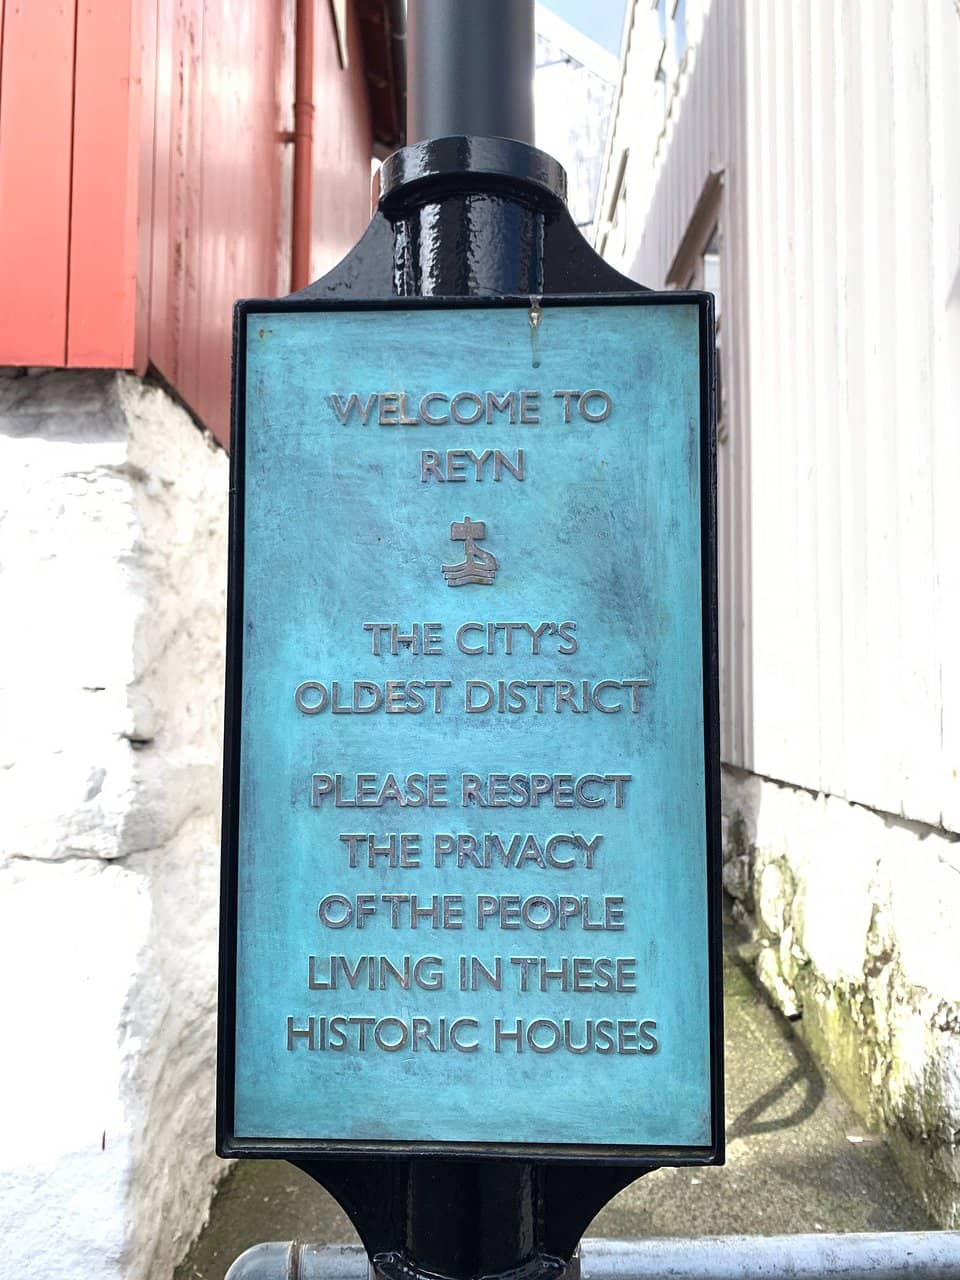 WELCOME TO
REYN
THE CITY'S
OLDEST DISTRICT
PLEASE RESPECT
THE PRIVACY
OF THE PEOPLE
LIVING IN THESE
HISTORIC HOUSES